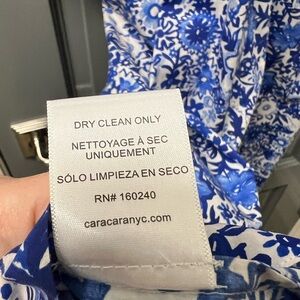 DRY CLEAN ONLY
NETTOYAGE À SEC
UNIQUEMENT
SÓLO LIMPIEZA EN SECO
RN# 160240
caracaranyc.com